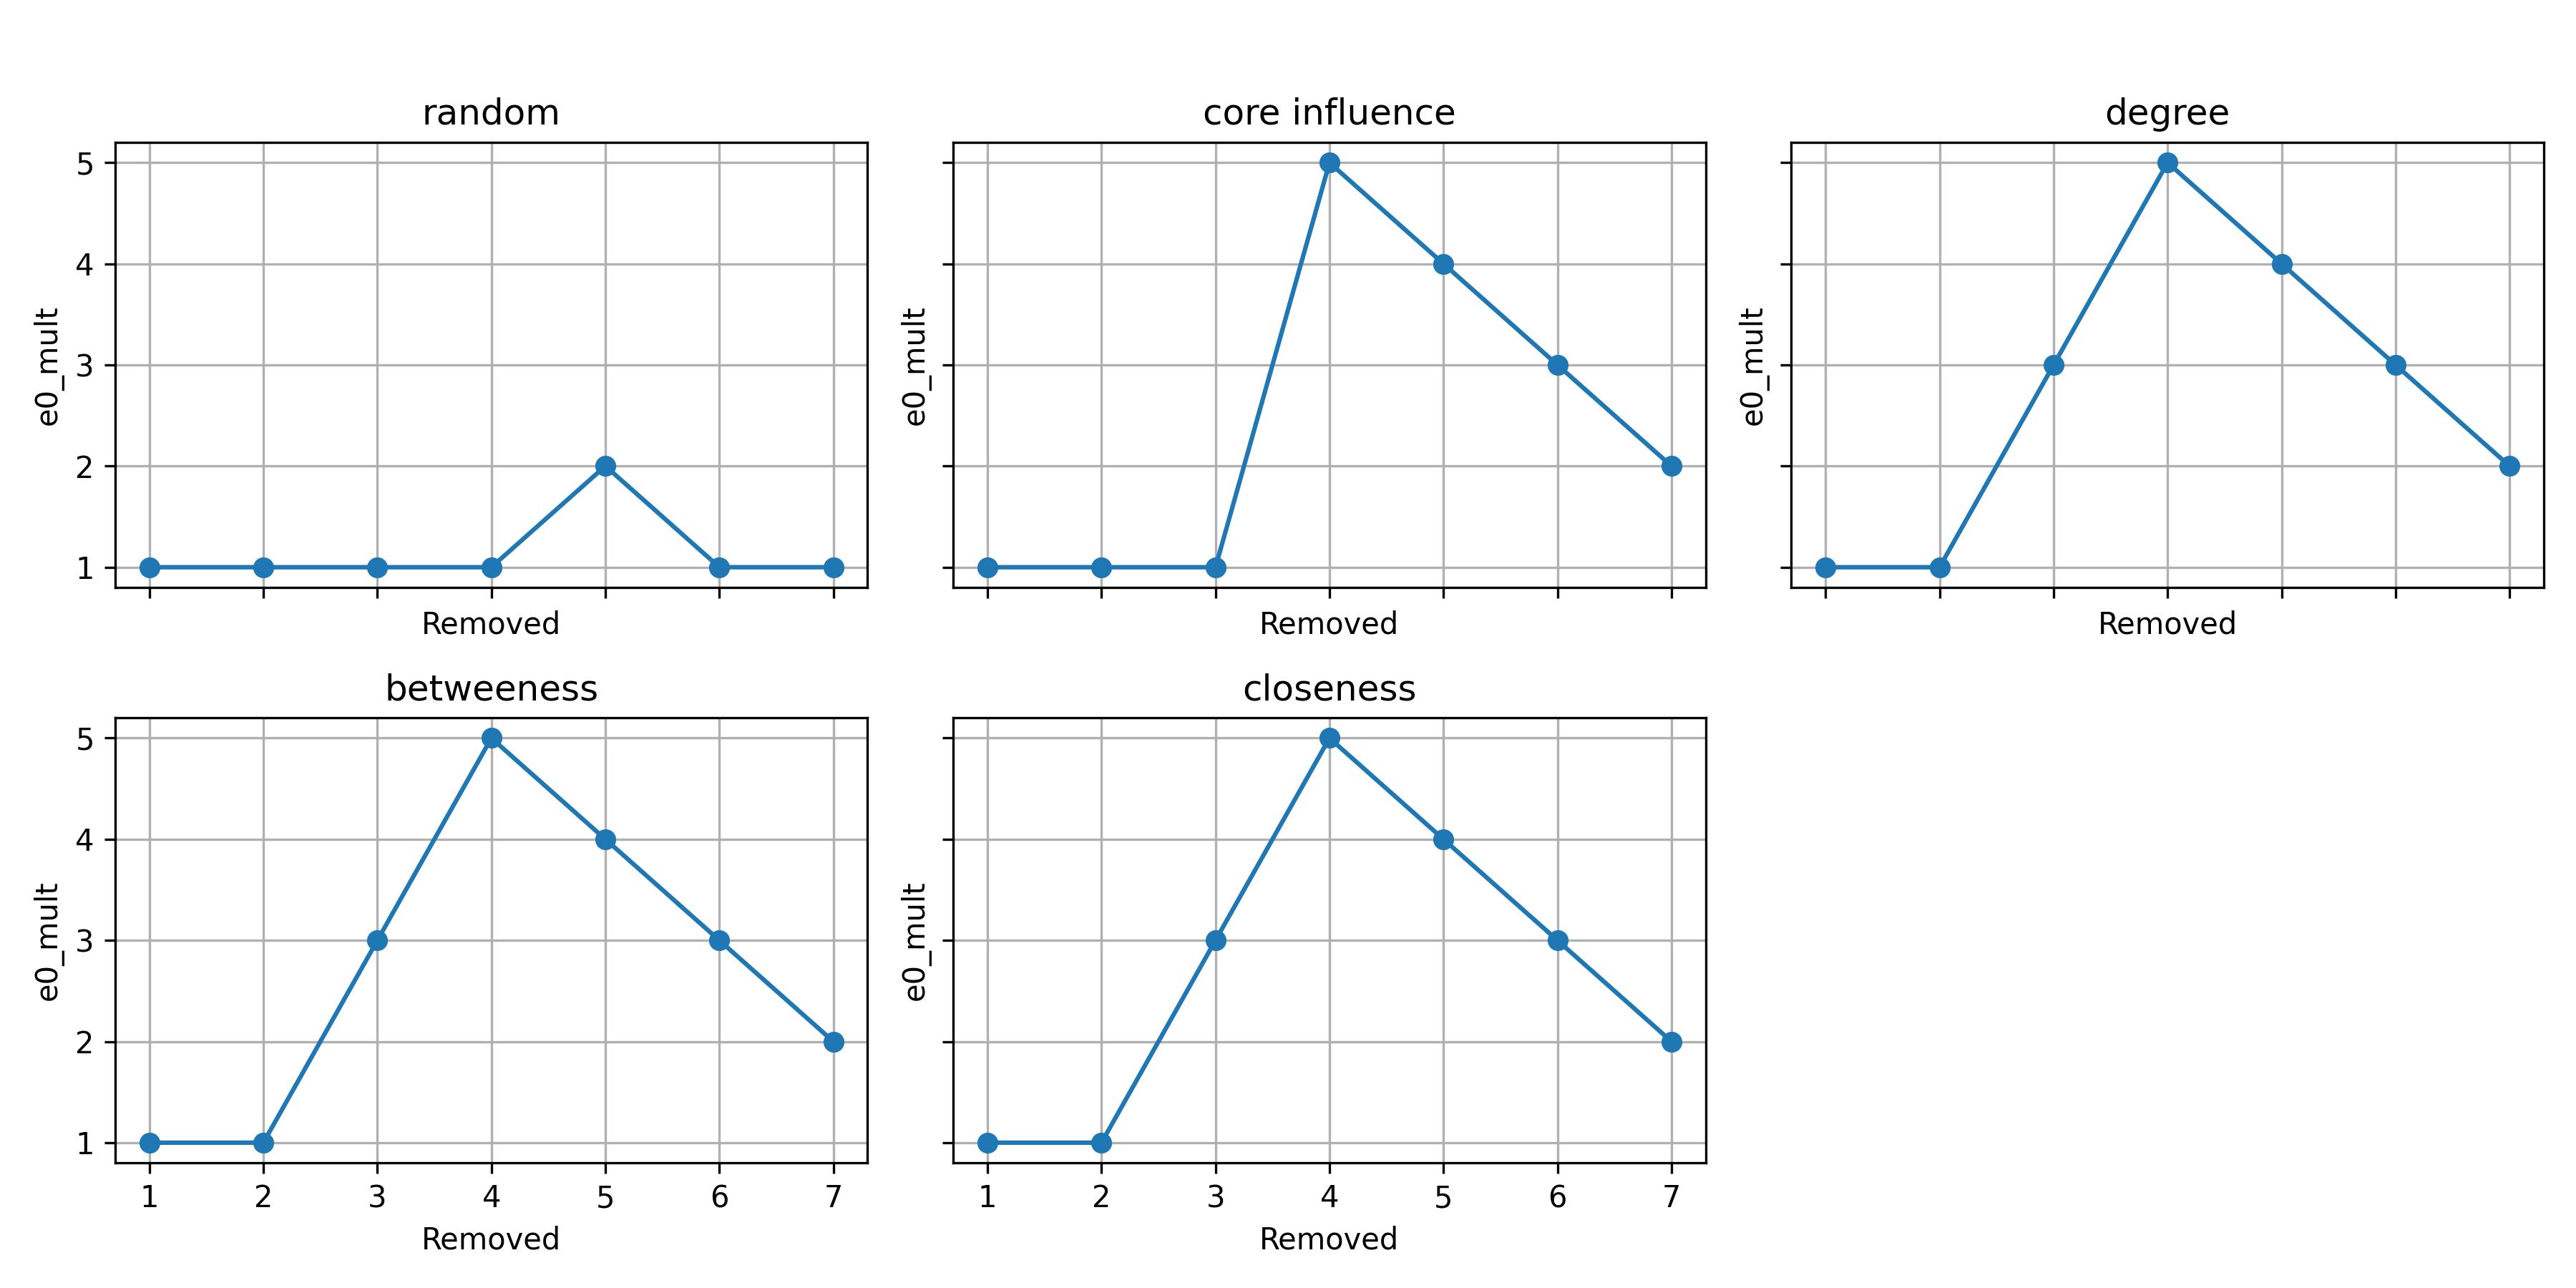 random
core influence
degree
5
4
3
2
1
e0_mult
e0_mult
e0_mult
Removed
Removed
Removed
betweeness
closeness
5
4
3
2
1
e0_mult
e0_mult
1 2 3 4 5 6 7
1 2 3 4 5 6 7
Removed
Removed